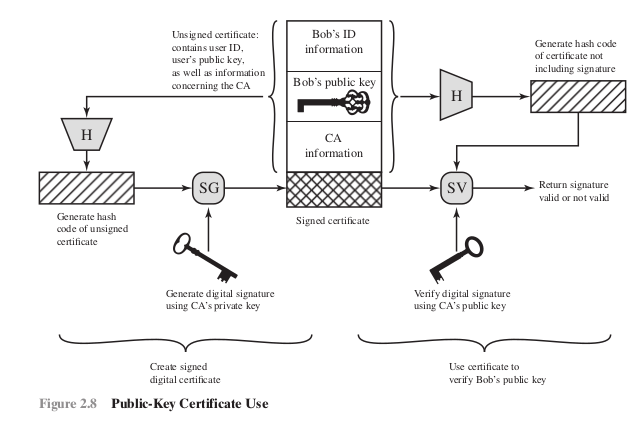 Unsigned certificate:
contains user ID,
user's public key,
as well as information
concerning the CA
Bob's ID
information
Bob's public key
CA
information
Generate hash code
of certificate not
including signature
H
H
SG
SV
Return signature
valid or not valid
Generate hash
code of unsigned
certificate
Signed certificate
Generate digital signature
using CA's private key
Verify digital signature
using CA's public key
Create signed
digital certificate
Use certificate to
verify Bob's public key
Figure 2.8 Public-Key Certificate Use